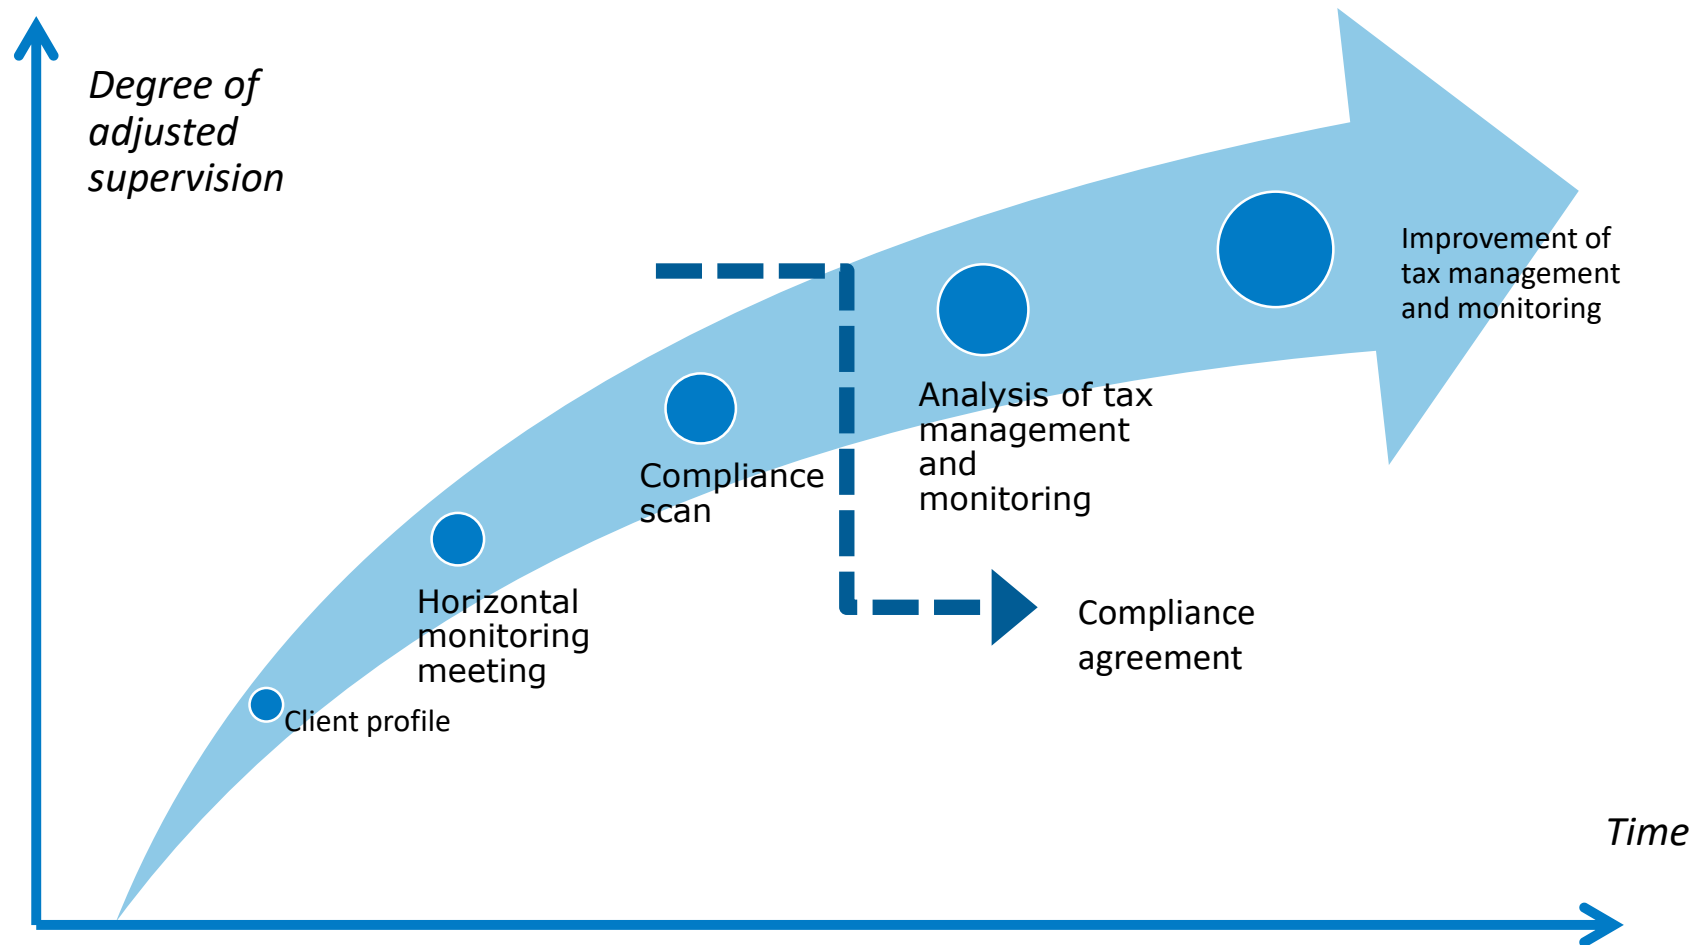 Degree of
adjusted
supervision
Improvement of
tax management
and monitoring
Analysis of tax
management
and
monitoring
Compliance
scan
Horizontal
monitoring
meeting
Compliance
agreement
Client profile
Time